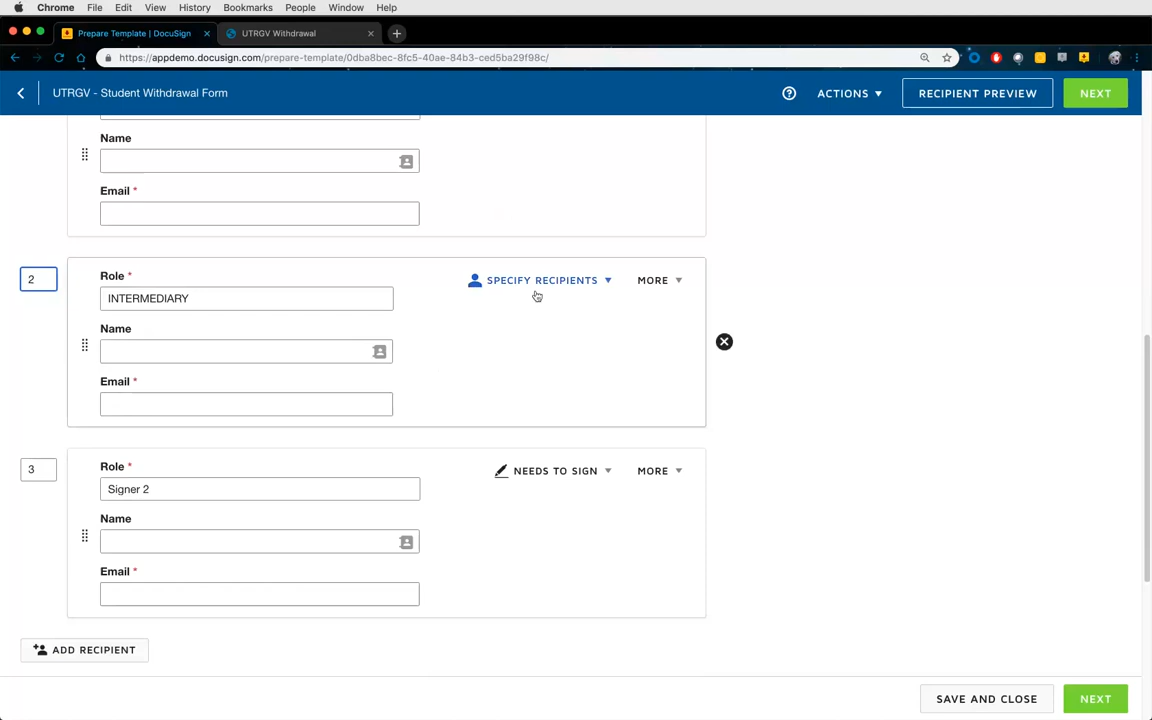 Chrome File Edit View History Bookmarks People Window Help
Prepare Template | DocuSign
UTRGV Withdrawal
https://appdemo.docusign.com/prepare-template/0dba8bec-8fc5-40ae-84b3-ced5ba29f98c/
UTRGV - Student Withdrawal Form
ACTIONS
RECIPIENT PREVIEW
NEXT
Name
Email *
2
Role *
SPECIFY RECIPIENTS
MORE
INTERMEDIARY
Name
Email *
3
Role *
NEEDS TO SIGN
MORE
Signer 2
Name
Email *
ADD RECIPIENT
SAVE AND CLOSE
NEXT